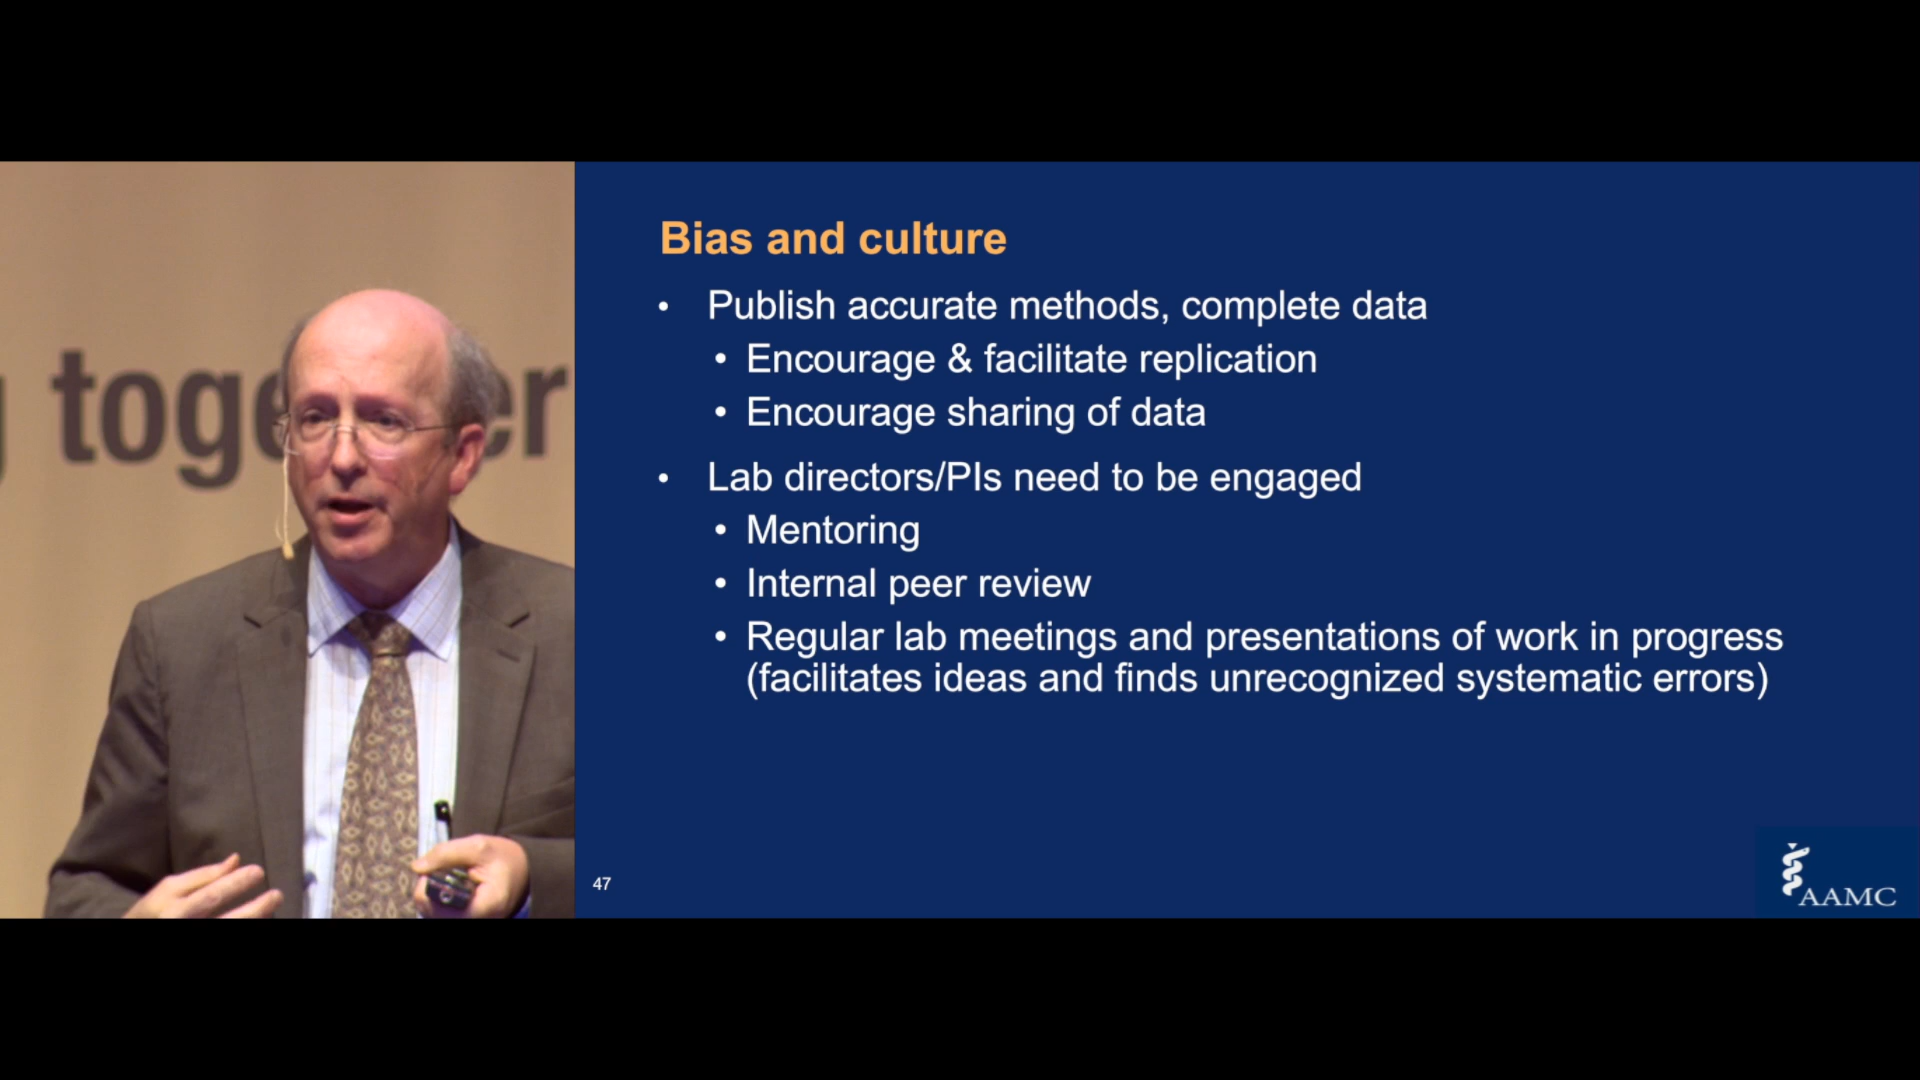 together
Bias and culture
• Publish accurate methods, complete data
• Encourage & facilitate replication
• Encourage sharing of data
• Lab directors/PIs need to be engaged
• Mentoring
• Internal peer review
• Regular lab meetings and presentations of work in progress
(facilitates ideas and finds unrecognized systematic errors)
47
AAMC